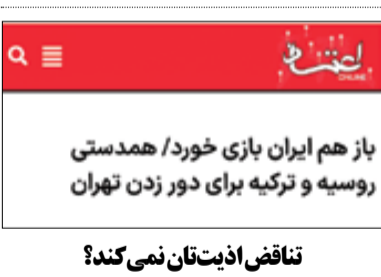 اعتماد
ONLINE
باز هم ایران بازی خورد/ همدستی
روسیه و ترکیه برای دور زدن تهران
تناقض اذیت‌تان نمی‌کند؟